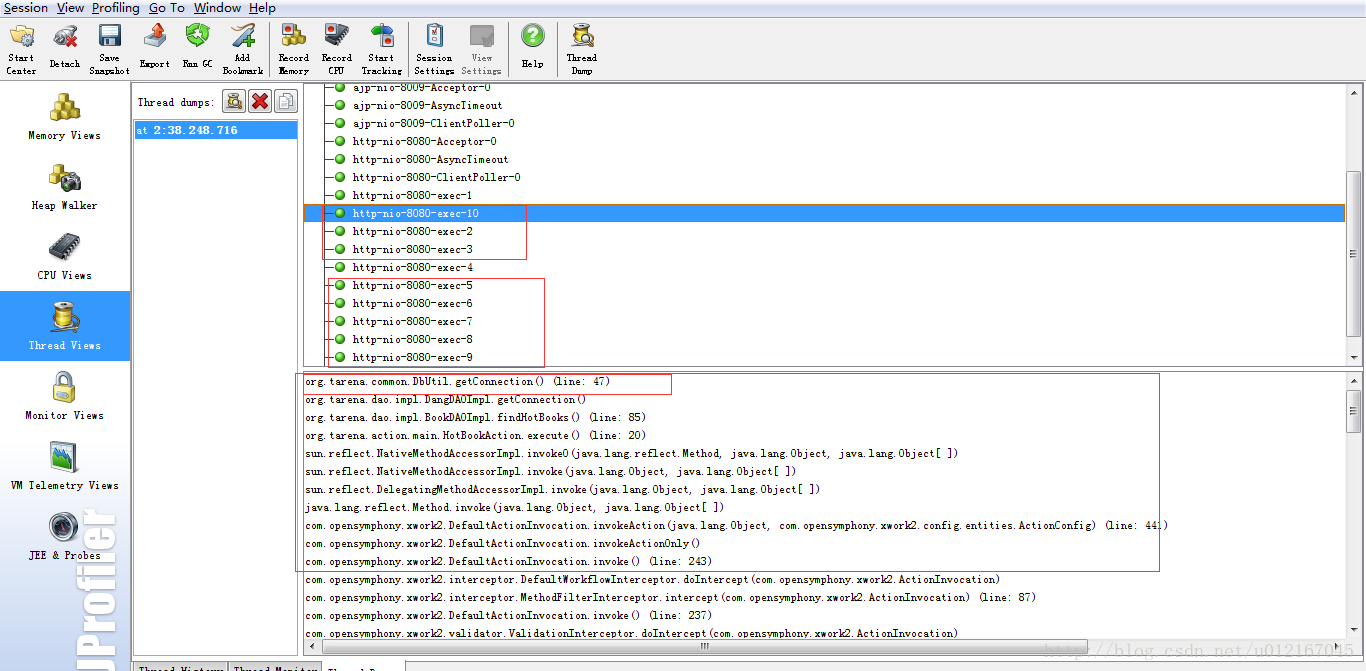 Session View Profiling Go To Window Help
Start Center
Detach
Save Snapshot
Export
Run GC
Add Bookmark
Record Memory
Record CPU
Start Tracking
Session Settings
View Settings
Help
Thread Dump
Memory Views
Heap Walker
CPU Views
Thread Views
Monitor Views
VM Telemetry Views
JEE & Probes
JProfiler
Thread dumps:
at 2:38.248.716
ajp-nio-8009-Acceptor-0
ajp-nio-8009-AsyncTimeout
ajp-nio-8009-ClientPoller-0
http-nio-8080-Acceptor-0
http-nio-8080-AsyncTimeout
http-nio-8080-ClientPoller-0
http-nio-8080-exec-1
http-nio-8080-exec-10
http-nio-8080-exec-2
http-nio-8080-exec-3
http-nio-8080-exec-4
http-nio-8080-exec-5
http-nio-8080-exec-6
http-nio-8080-exec-7
http-nio-8080-exec-8
http-nio-8080-exec-9
org.tarena.common.DbUtil.getConnection() (line: 47)
org.tarena.dao.impl.DangDAOImpl.getConnection()
org.tarena.dao.impl.BookDAOImpl.findHotBooks() (line: 85)
org.tarena.action.main.HotBookAction.execute() (line: 20)
sun.reflect.NativeMethodAccessorImpl.invoke0(java.lang.reflect.Method, java.lang.Object, java.lang.Object[ ])
sun.reflect.NativeMethodAccessorImpl.invoke(java.lang.Object, java.lang.Object[ ])
sun.reflect.DelegatingMethodAccessorImpl.invoke(java.lang.Object, java.lang.Object[ ])
java.lang.reflect.Method.invoke(java.lang.Object, java.lang.Object[ ])
com.opensymphony.xwork2.DefaultActionInvocation.invokeAction(java.lang.Object, com.opensymphony.xwork2.config.entities.ActionConfig) (line: 441)
com.opensymphony.xwork2.DefaultActionInvocation.invokeActionOnly()
com.opensymphony.xwork2.DefaultActionInvocation.invoke() (line: 243)
com.opensymphony.xwork2.interceptor.DefaultWorkflowInterceptor.doIntercept(com.opensymphony.xwork2.ActionInvocation)
com.opensymphony.xwork2.interceptor.MethodFilterInterceptor.intercept(com.opensymphony.xwork2.ActionInvocation) (line: 87)
com.opensymphony.xwork2.DefaultActionInvocation.invoke() (line: 237)
com.opensymphony.xwork2.validator.ValidationInterceptor.doIntercept(com.opensymphony.xwork2.ActionInvocation)
http://blog.csdn.net/u012167045
Thread History Thread Monitor